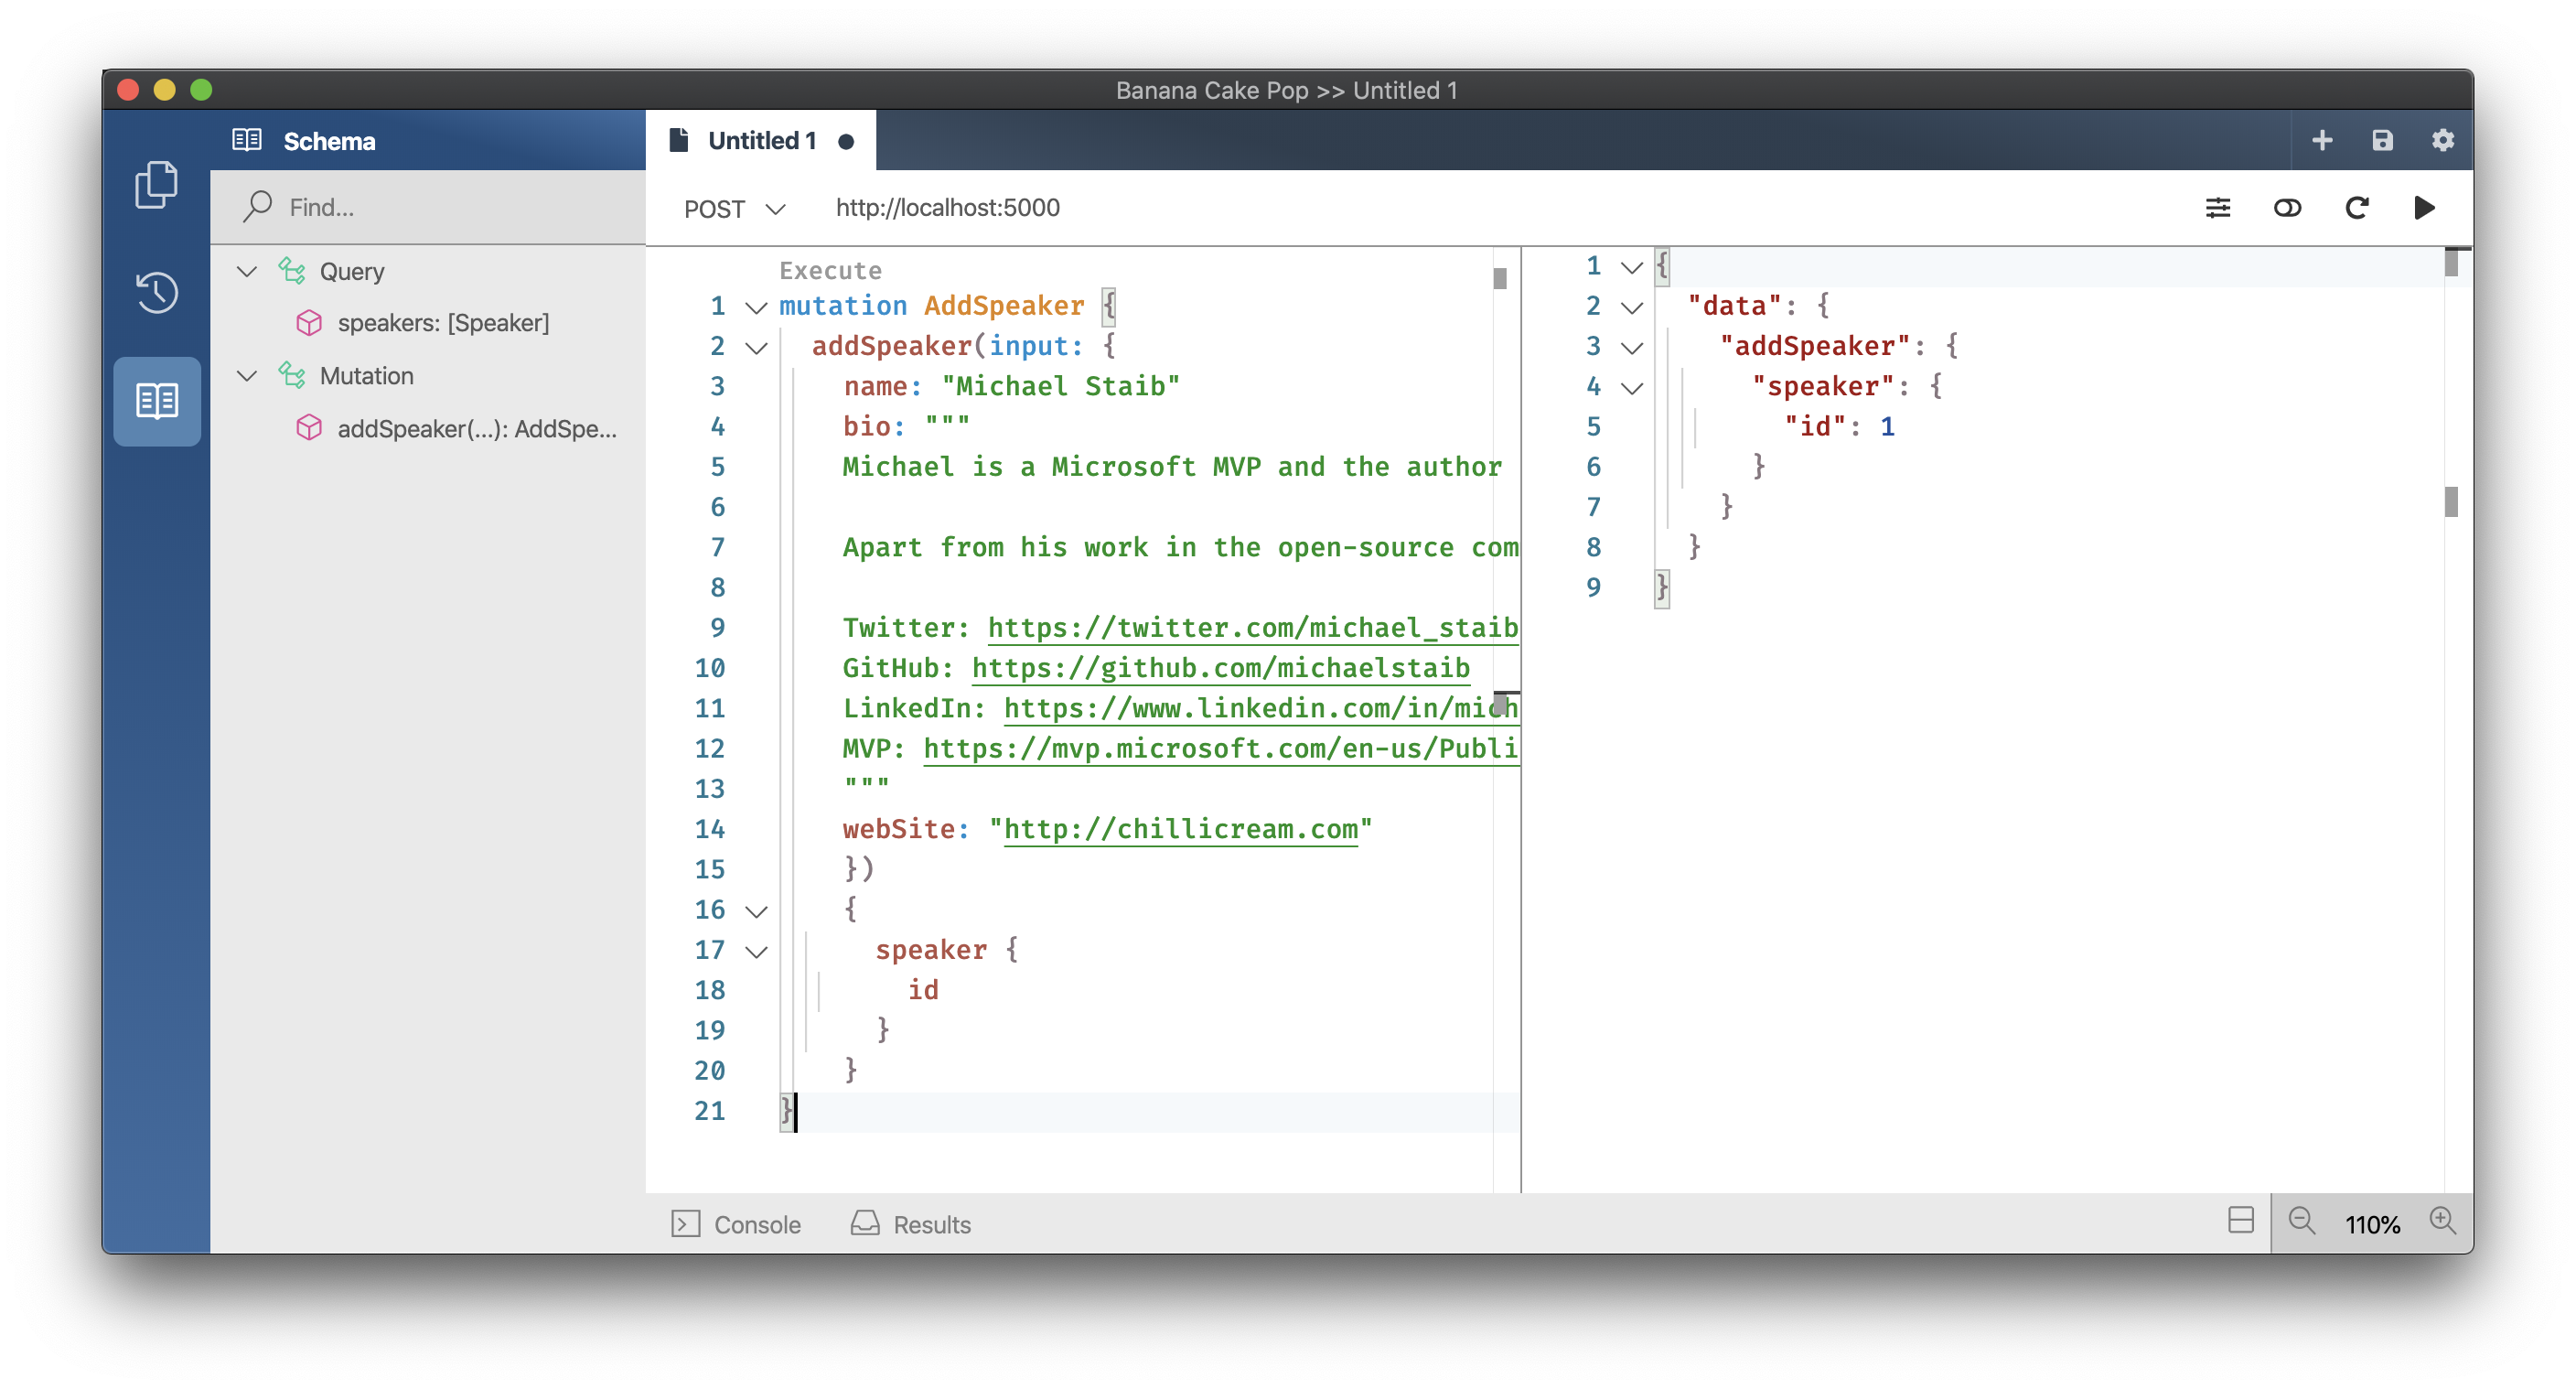 Banana Cake Pop >> Untitled 1
Schema
Untitled 1
Find...
POST
http://localhost:5000
Query
speakers: [Speaker]
Mutation
addSpeaker(...): AddSpe...
Execute
1 mutation AddSpeaker {
2 addSpeaker(input: {
3 name: "Michael Staib"
4 bio: """
5 Michael is a Microsoft MVP and the author
6
7 Apart from his work in the open-source com
8
9 Twitter: https://twitter.com/michael_staib
10 GitHub: https://github.com/michaelstaib
11 LinkedIn: https://www.linkedin.com/in/mich
12 MVP: https://mvp.microsoft.com/en-us/Publi
13 """
14 webSite: "http://chillicream.com"
15 })
16 {
17 speaker {
18 id
19 }
20 }
21 }
1 {
2 "data": {
3 "addSpeaker": {
4 "speaker": {
5 "id": 1
6 }
7 }
8 }
9 }
Console
Results
110%